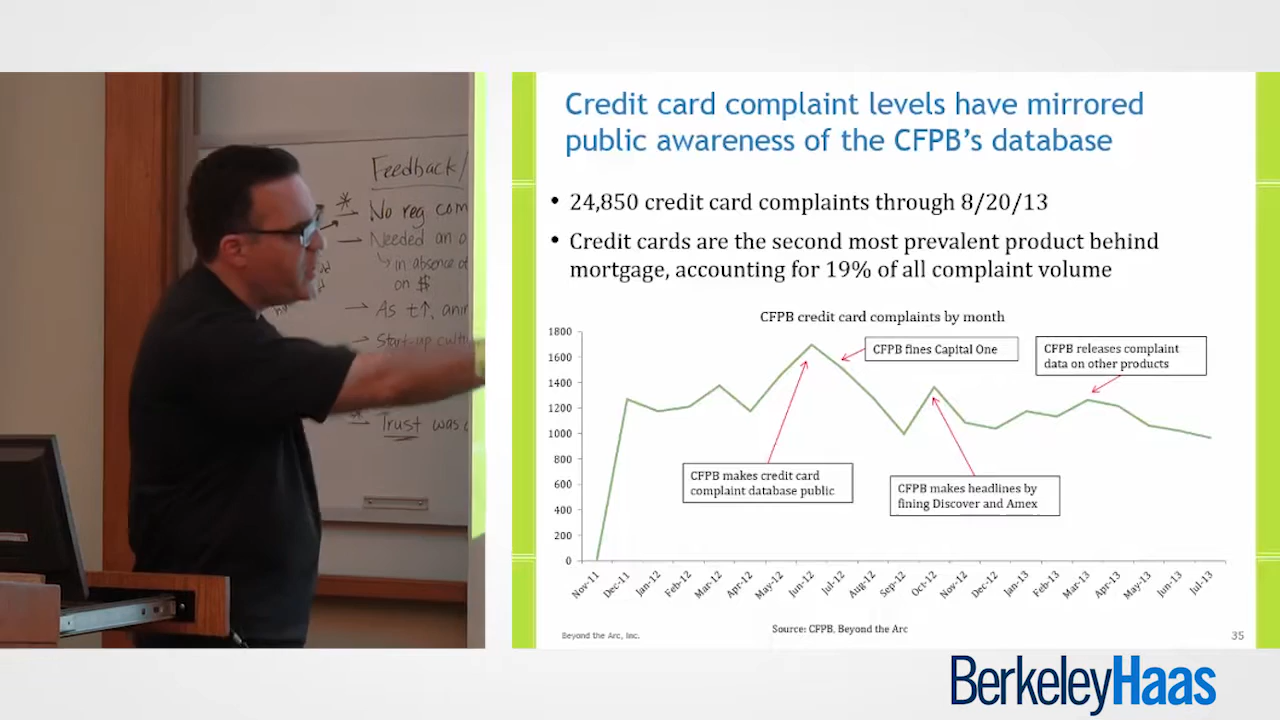 Feedback/
* No reg com
— Needed an o
in absence of
on $
→ As t↑, ani
→ Start-up cultu
* Trust was
Credit card complaint levels have mirrored
public awareness of the CFPB's database
• 24,850 credit card complaints through 8/20/13
• Credit cards are the second most prevalent product behind
mortgage, accounting for 19% of all complaint volume
CFPB credit card complaints by month
1800
1600
1400
1200
1000
800
600
400
200
0
CFPB fines Capital One
CFPB releases complaint
data on other products
CFPB makes credit card
complaint database public
CFPB makes headlines by
fining Discover and Amex
Nov-11 Dec-11 Jan-12 Feb-12 Mar-12 Apr-12 May-12 Jun-12 Jul-12 Aug-12 Sep-12 Oct-12 Nov-12 Dec-12 Jan-13 Feb-13 Mar-13 Apr-13 May-13 Jun-13 Jul-13
Source: CFPB, Beyond the Arc
Beyond the Arc, Inc.
35
BerkeleyHaas